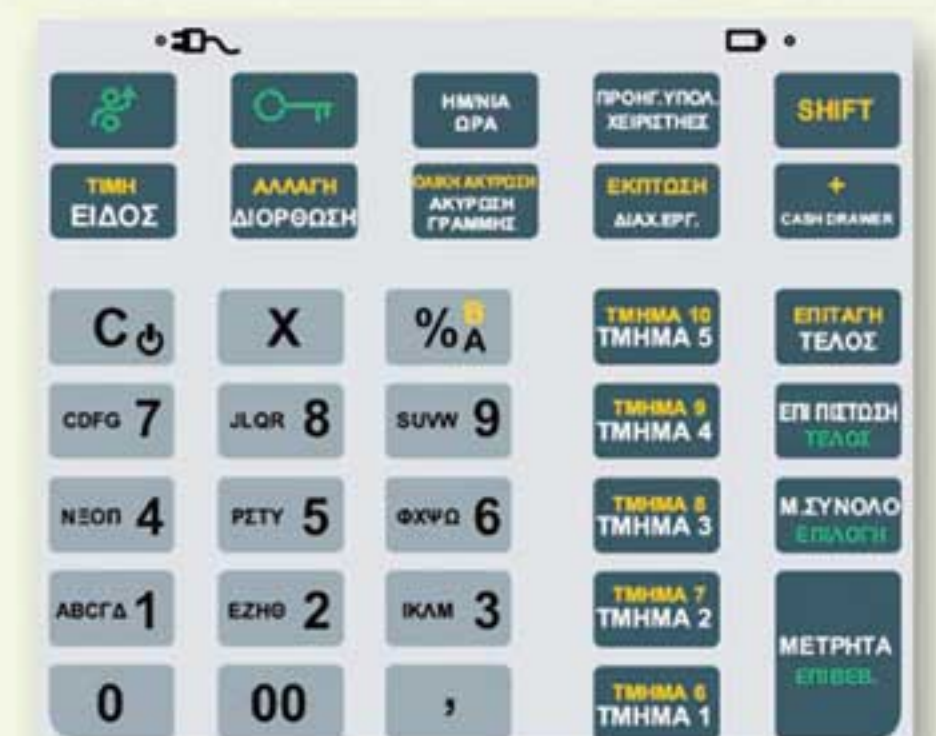 ΗΜ/ΝΙΑ
ΩΡΑ
ΠΡΟΗΓ.ΥΠΟΛ.
ΧΕΙΡΙΣΤΗΕΣ
SHIFT
ΤΙΜΗ
ΕΙΔΟΣ
ΑΛΛΑΓΗ
ΔΙΟΡΘΩΣΗ
ΟΛΙΚΗ ΑΚΥΡΩΣΗ
ΑΚΥΡΩΣΗ
ΓΡΑΜΜΗΣ
ΕΚΠΤΩΣΗ
ΔΙΑΧ.ΕΡΓ.
+
CASH DRAWER
C
X
% B
A
ΤΜΗΜΑ 10
ΤΜΗΜΑ 5
ΕΠΙΤΑΓΗ
ΤΕΛΟΣ
CDFG 7
JLQR 8
SUVW 9
ΤΜΗΜΑ 9
ΤΜΗΜΑ 4
ΕΠΙ ΠΙΣΤΩΣΗ
ΤΕΛΟΣ
ΝΞΟΠ 4
ΡΣΤΥ 5
ΦΧΨΩ 6
ΤΜΗΜΑ 8
ΤΜΗΜΑ 3
Μ.ΣΥΝΟΛΟ
ΕΠΙΛΟΓΗ
ΑΒCΓΔ 1
ΕΖΗΘ 2
ΙΚΛΜ 3
ΤΜΗΜΑ 7
ΤΜΗΜΑ 2
ΜΕΤΡΗΤΑ
ΕΠΙΒΕΒ.
0
00
,
ΤΜΗΜΑ 6
ΤΜΗΜΑ 1